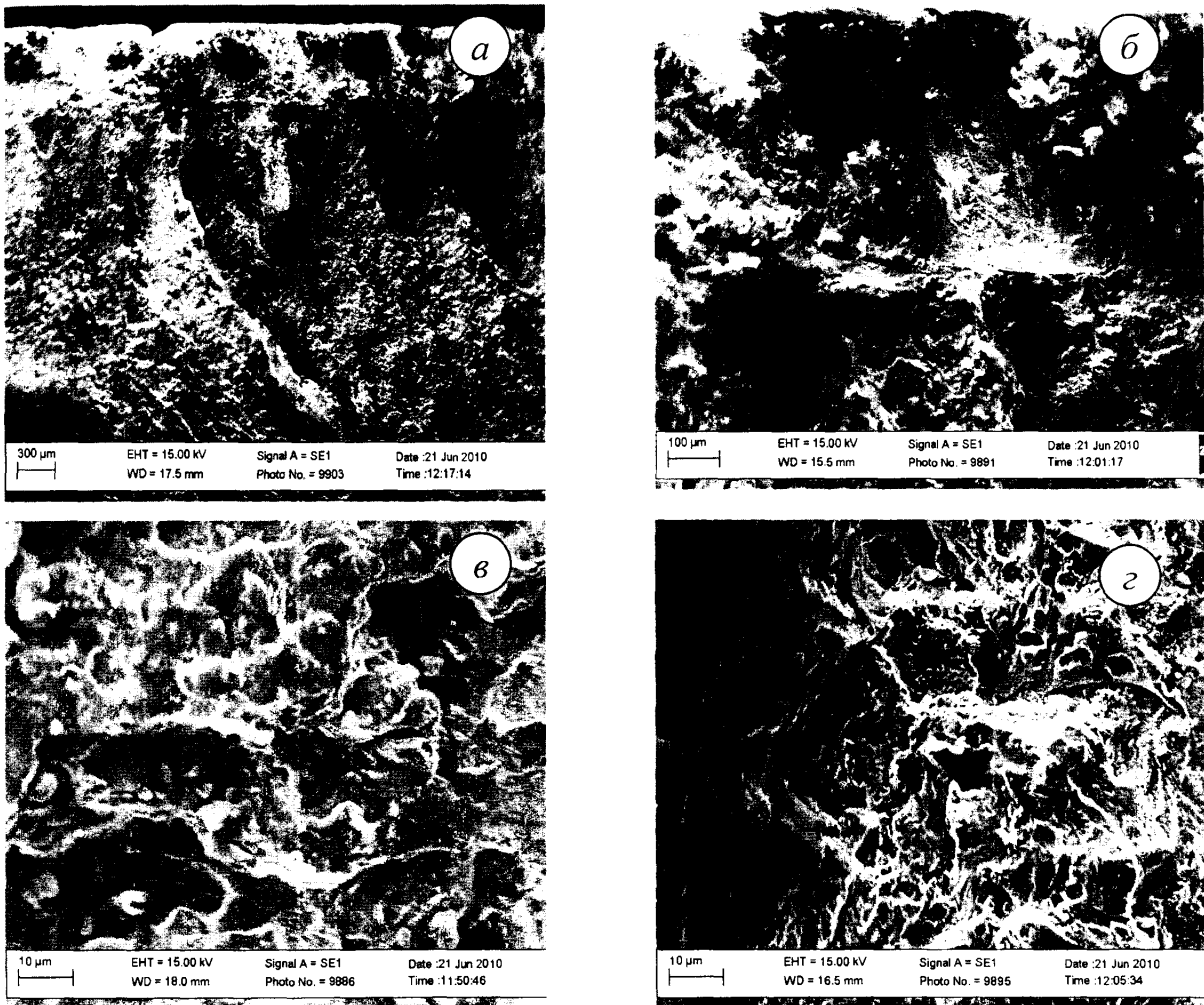 а
б
300 µm EHT = 15.00 kV Signal A = SE1 Date :21 Jun 2010
WD = 17.5 mm Photo No. = 9903 Time :12:17:14
100 µm EHT = 15.00 kV Signal A = SE1 Date :21 Jun 2010
WD = 15.5 mm Photo No. = 9891 Time :12:01:17
в
г
10 µm EHT = 15.00 kV Signal A = SE1 Date :21 Jun 2010
WD = 18.0 mm Photo No. = 9886 Time :11:50:46
10 µm EHT = 15.00 kV Signal A = SE1 Date :21 Jun 2010
WD = 16.5 mm Photo No. = 9895 Time :12:05:34